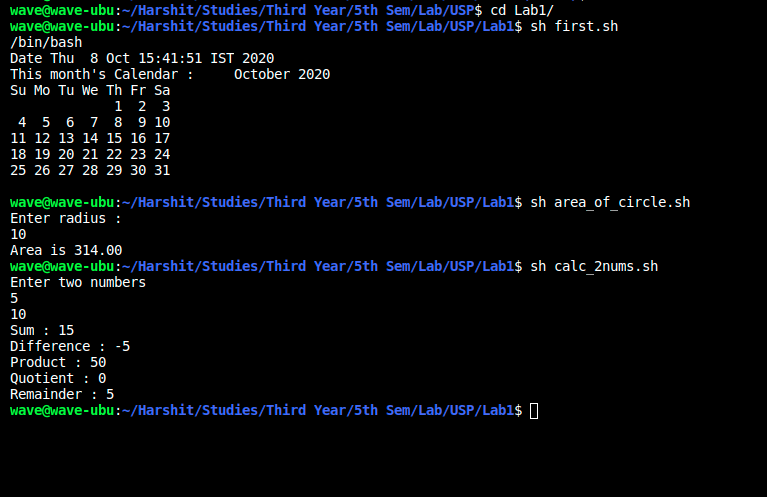 wave@wave-ubu:~/Harshit/Studies/Third Year/5th Sem/Lab/USP$ cd Lab1/
wave@wave-ubu:~/Harshit/Studies/Third Year/5th Sem/Lab/USP/Lab1$ sh first.sh
/bin/bash
Date Thu  8 Oct 15:41:51 IST 2020
This month's Calendar :     October 2020
Su Mo Tu We Th Fr Sa
             1  2  3
 4  5  6  7  8  9 10
11 12 13 14 15 16 17
18 19 20 21 22 23 24
25 26 27 28 29 30 31
wave@wave-ubu:~/Harshit/Studies/Third Year/5th Sem/Lab/USP/Lab1$ sh area_of_circle.sh
Enter radius :
10
Area is 314.00
wave@wave-ubu:~/Harshit/Studies/Third Year/5th Sem/Lab/USP/Lab1$ sh calc_2nums.sh
Enter two numbers
5
10
Sum : 15
Difference : -5
Product : 50
Quotient : 0
Remainder : 5
wave@wave-ubu:~/Harshit/Studies/Third Year/5th Sem/Lab/USP/Lab1$